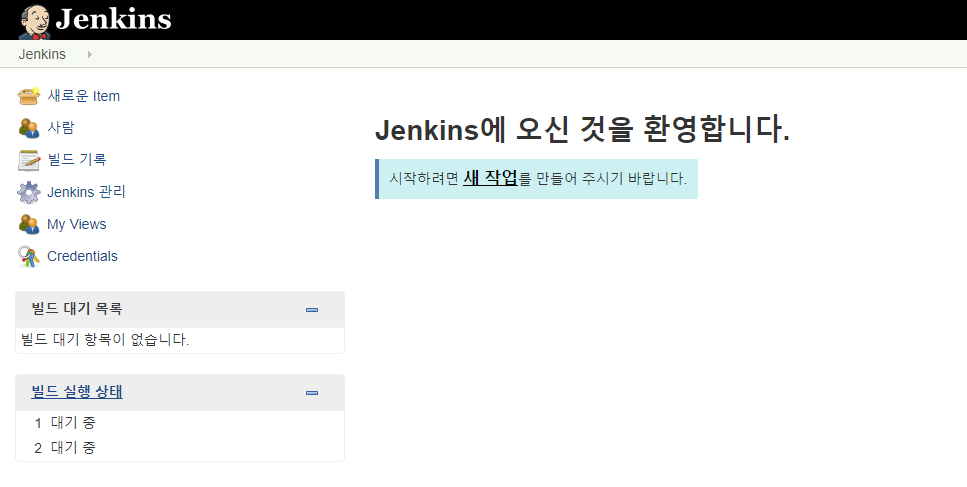 Jenkins
Jenkins
새로운 Item
사람
빌드 기록
Jenkins 관리
My Views
Credentials
빌드 대기 목록
빌드 대기 항목이 없습니다.
빌드 실행 상태
1 대기 중
2 대기 중
Jenkins에 오신 것을 환영합니다.
시작하려면 새 작업를 만들어 주시기 바랍니다.